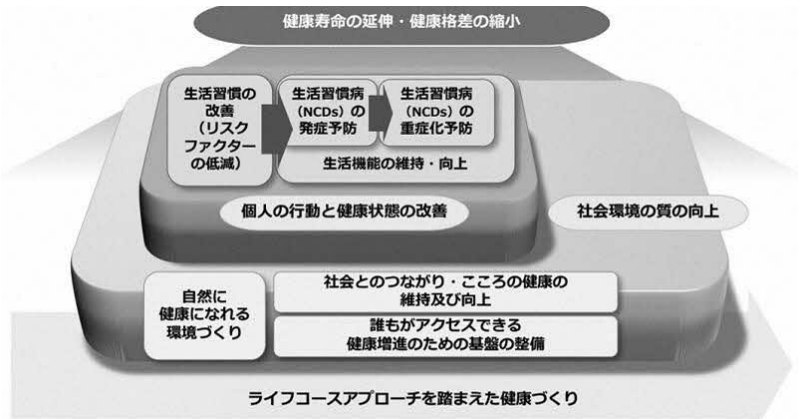 健康寿命の延伸・健康格差の縮小
生活習慣の
改善
（リスク
ファクター
の低減）
生活習慣病
（NCDs）の
発症予防
生活習慣病
（NCDs）の
重症化予防
生活機能の維持・向上
個人の行動と健康状態の改善
社会環境の質の向上
自然に
健康になれる
環境づくり
社会とのつながり・こころの健康の
維持及び向上
誰もがアクセスできる
健康増進のための基盤の整備
ライフコースアプローチを踏まえた健康づくり